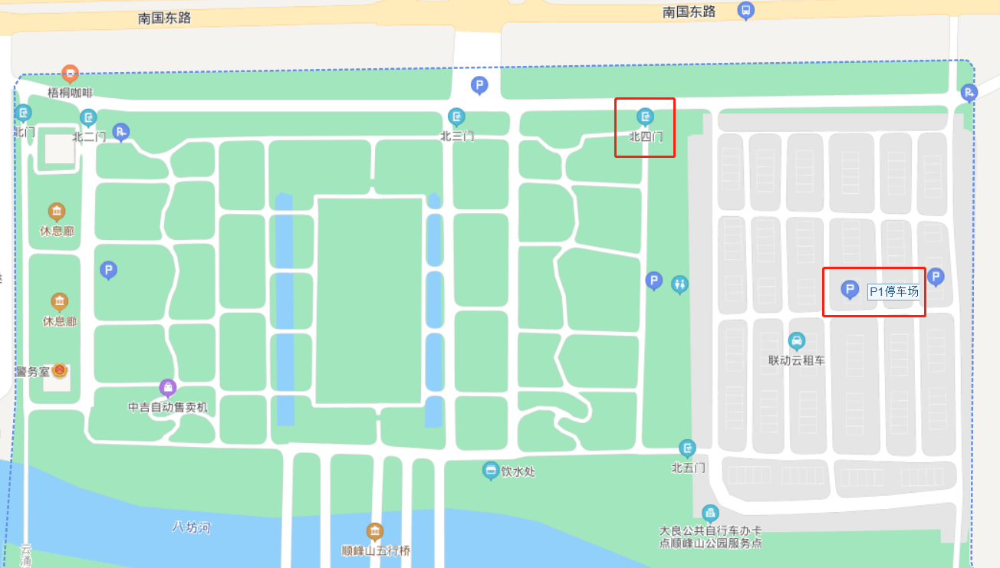 南国东路
南国东路
P
梧桐咖啡
P
北门
北二门
P
北三门
北四门
休息廊
P
P
P
P1停车场
P
休息廊
联动云租车
警务室
中吉自动售卖机
北五门
饮水处
八坊河
大良公共自行车办卡
点顺峰山公园服务点
顺峰山五行桥
云涌